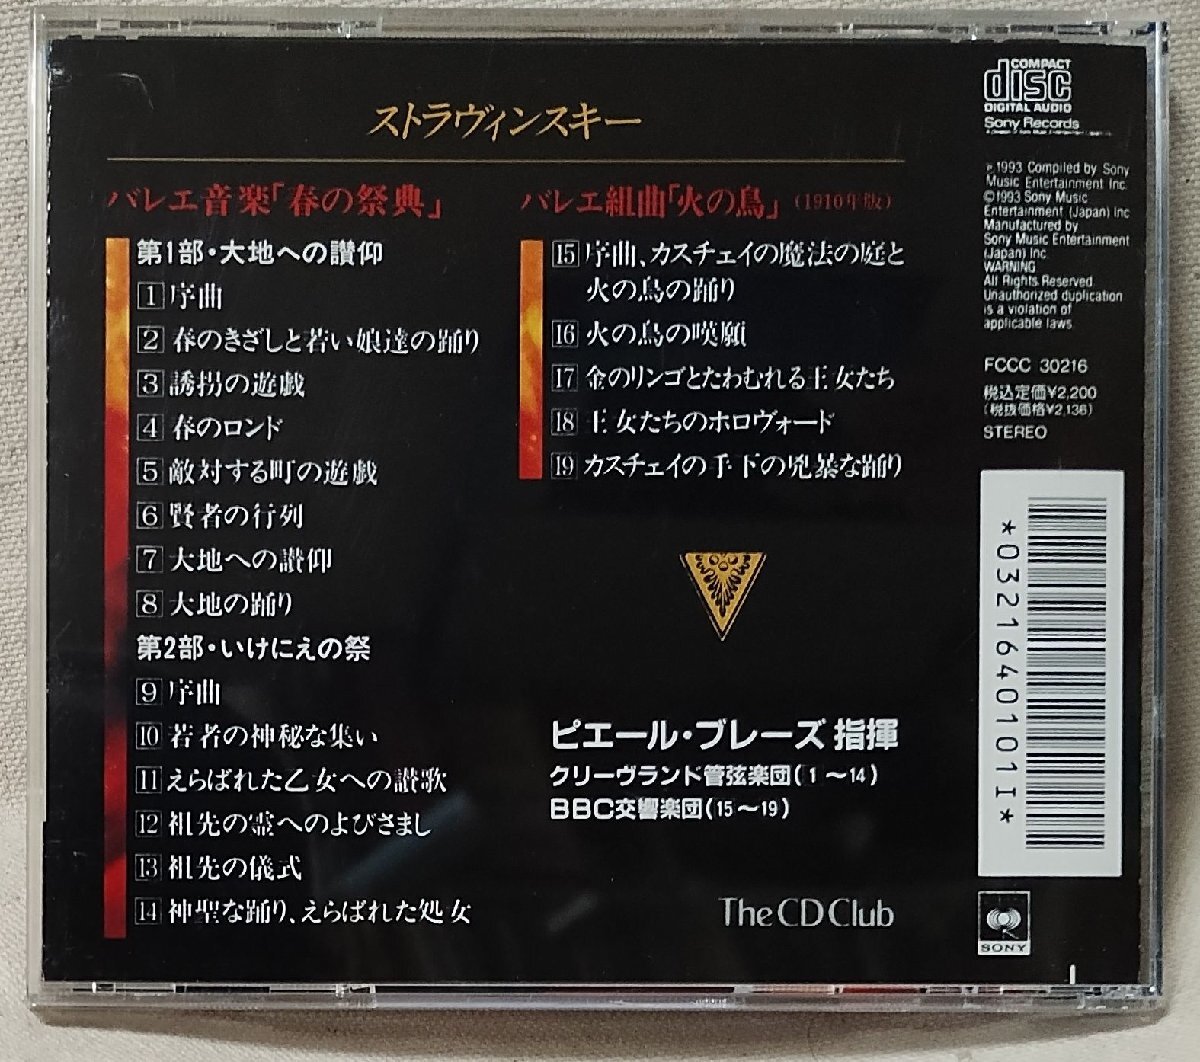 ストラヴィンスキー
バレエ音楽「春の祭典」
第1部・大地への讃仰
1 序曲
2 春のきざしと若い娘達の踊り
3 誘拐の遊戯
4 春のロンド
5 敵対する町の遊戯
6 賢者の行列
7 大地への讃仰
8 大地の踊り
第2部・いけにえの祭
9 序曲
10 若者の神秘な集い
11 えらばれた乙女への讃歌
12 祖先の霊へのよびさまし
13 祖先の儀式
14 神聖な踊り、えらばれた処女
バレエ組曲「火の鳥」(1910年版)
15 序曲、カスチェイの魔法の庭と
火の鳥の踊り
16 火の鳥の嘆願
17 金のリンゴとたわむれる王女たち
18 王女たちのホロヴォード
19 カスチェイの手下の兇暴な踊り
ピエール・ブレーズ 指揮
クリーヴランド管弦楽団(1〜14)
BBC交響楽団(15〜19)
The CD Club
COMPACT
disc
DIGITAL AUDIO
Sony Records
℗1993 Compiled by Sony
Music Entertainment Inc.
©1993 Sony Music
Entertainment (Japan) Inc.
Manufactured by
Sony Music Entertainment
(Japan) Inc.
WARNING
All Rights Reserved.
Unauthorized duplication
is a violation of
applicable laws.
FCCC 30216
税込定価¥2,200
(税抜価格¥2,136)
STEREO
*0321640101I*
SONY